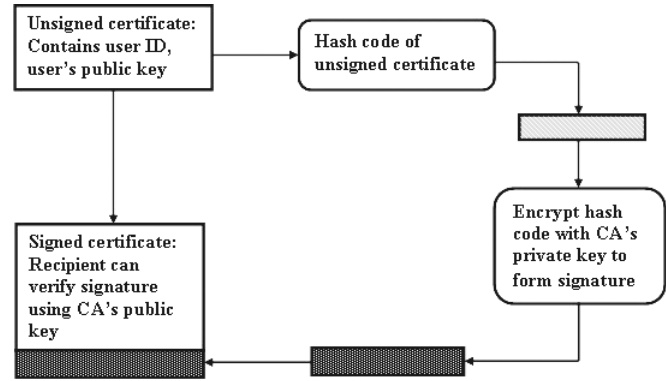 Unsigned certificate:
Contains user ID,
user's public key
Hash code of
unsigned certificate
Encrypt hash
code with CA's
private key to
form signature
Signed certificate:
Recipient can
verify signature
using CA's public
key